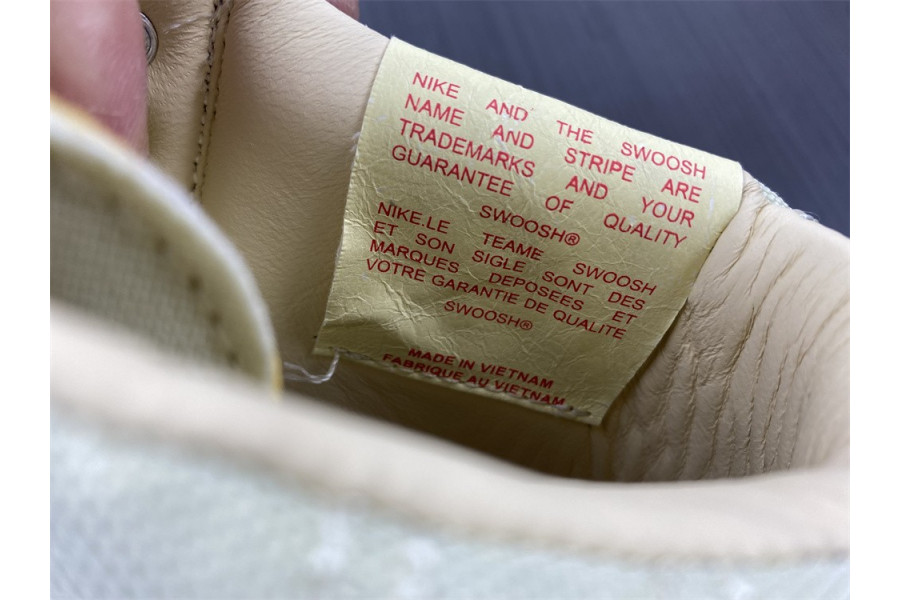 NIKE AND THE SWOOSH
NAME AND STRIPE ARE
TRADEMARKS AND YOUR
GUARANTEE OF QUALITY
SWOOSH®
NIKE.LE TEAME SWOOSH
ET SON SIGLE SONT DES
MARQUES DEPOSEES ET
VOTRE GARANTIE DE QUALITE
SWOOSH®
MADE IN VIETNAM
FABRIQUE AU VIETNAM